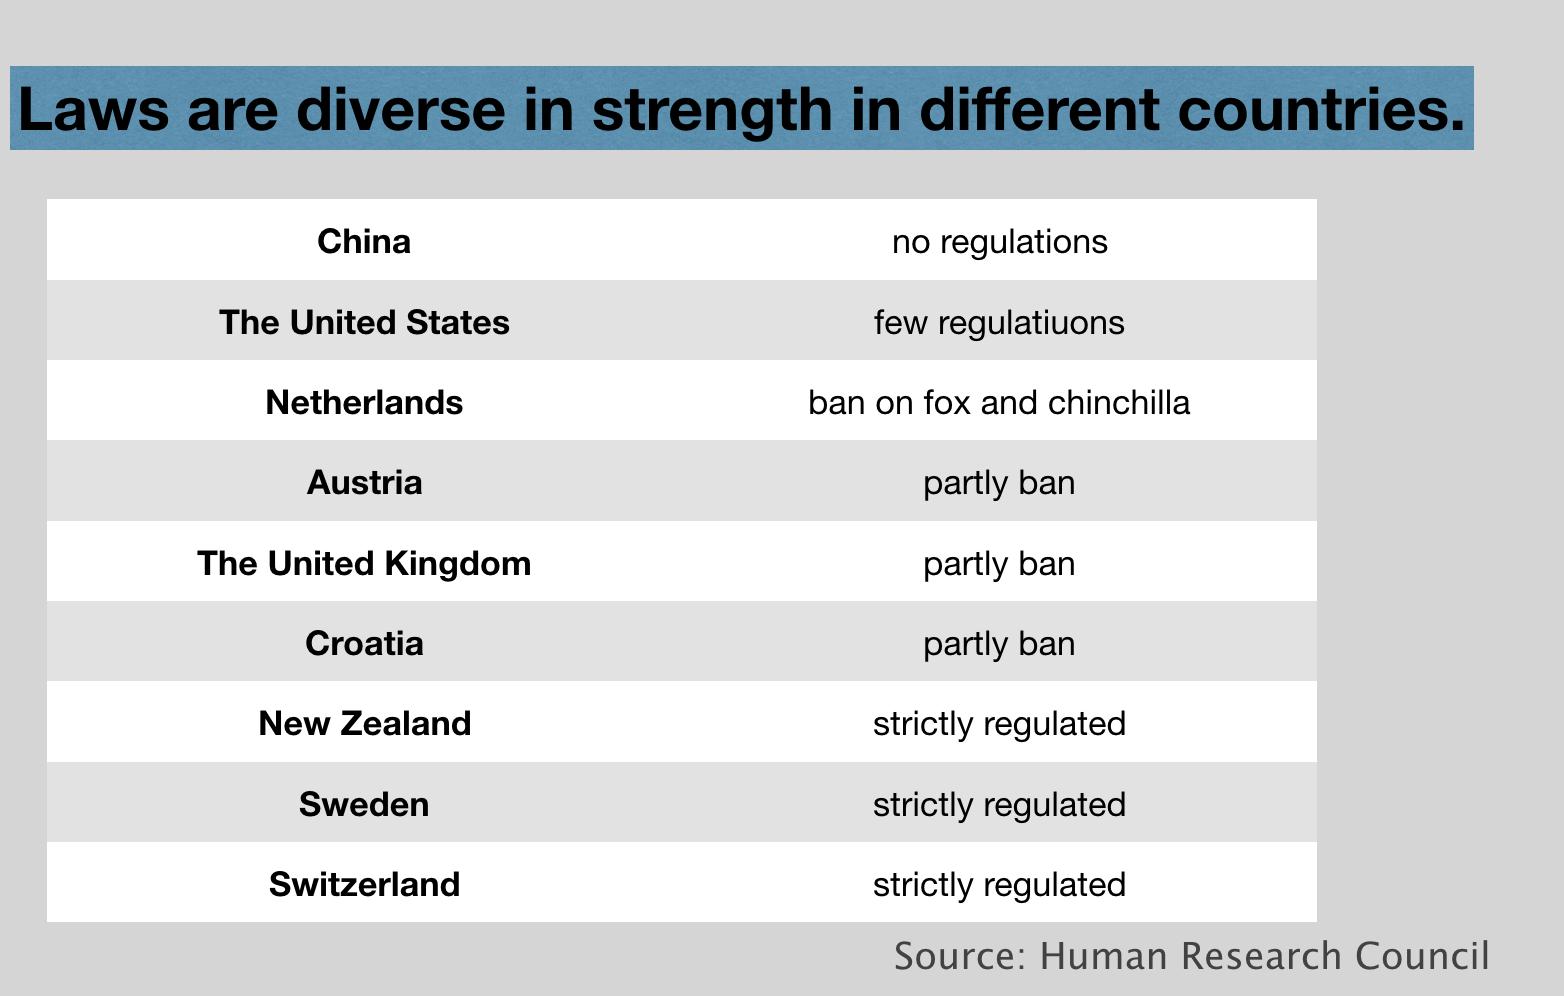 Laws are diverse in strength in different countries.
China no regulations
The United States few regulatiuons
Netherlands ban on fox and chinchilla
Austria partly ban
The United Kingdom partly ban
Croatia partly ban
New Zealand strictly regulated
Sweden strictly regulated
Switzerland strictly regulated
Source: Human Research Council